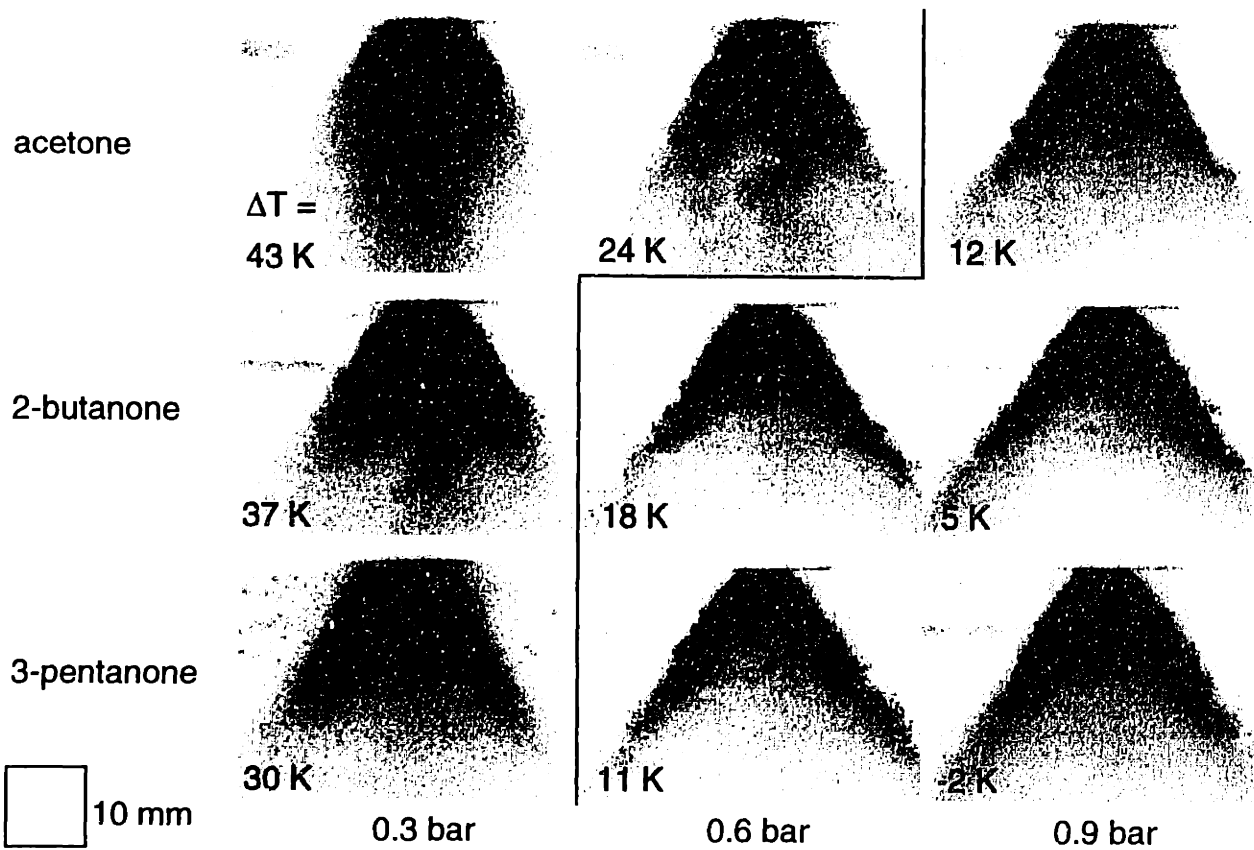 acetone
ΔT =
43 K
24 K
12 K
2-butanone
37 K
18 K
5 K
3-pentanone
30 K
11 K
-2 K
10 mm
0.3 bar
0.6 bar
0.9 bar